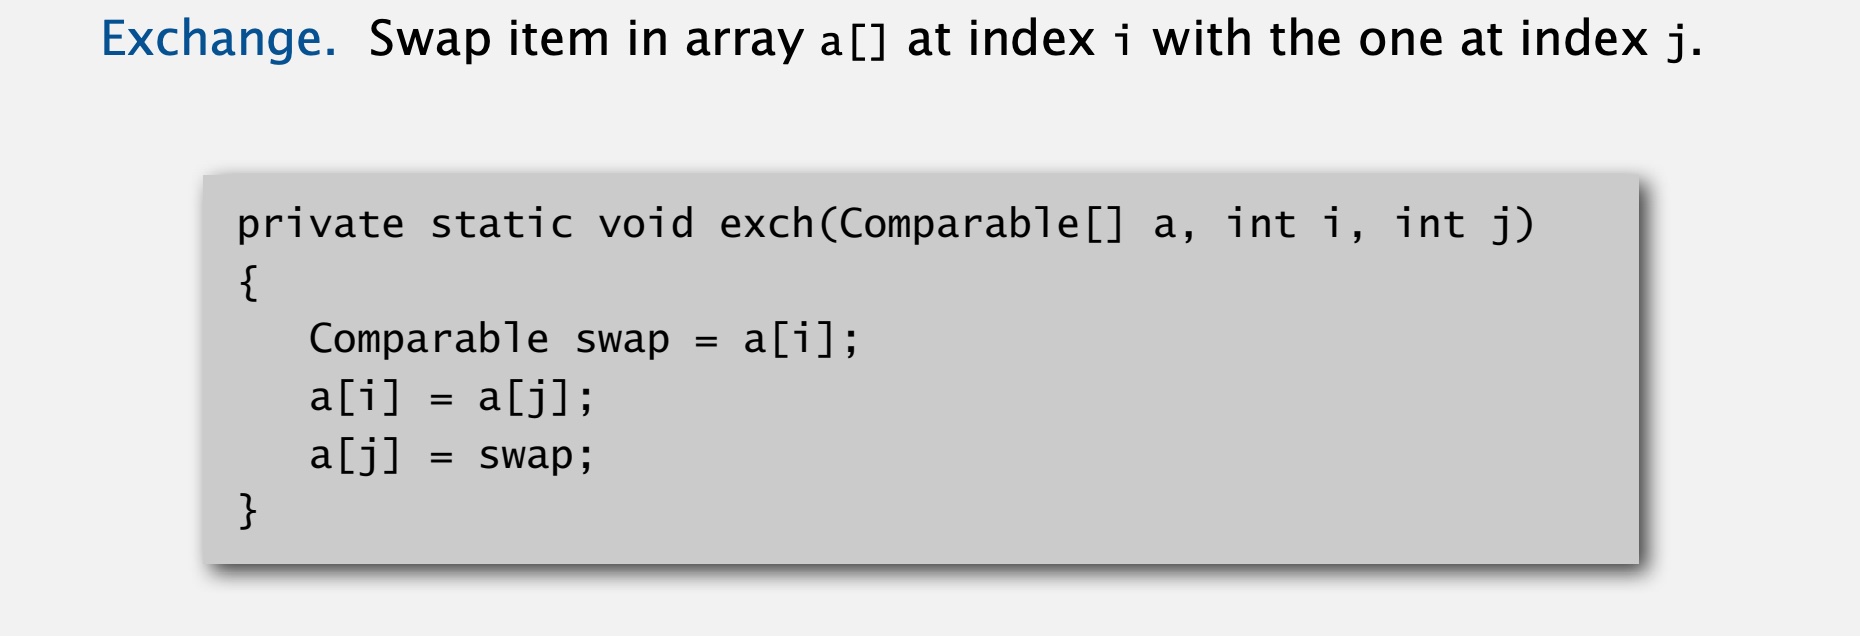 Exchange. Swap item in array a[] at index i with the one at index j.
private static void exch(Comparable[] a, int i, int j)
{
   Comparable swap = a[i];
   a[i] = a[j];
   a[j] = swap;
}